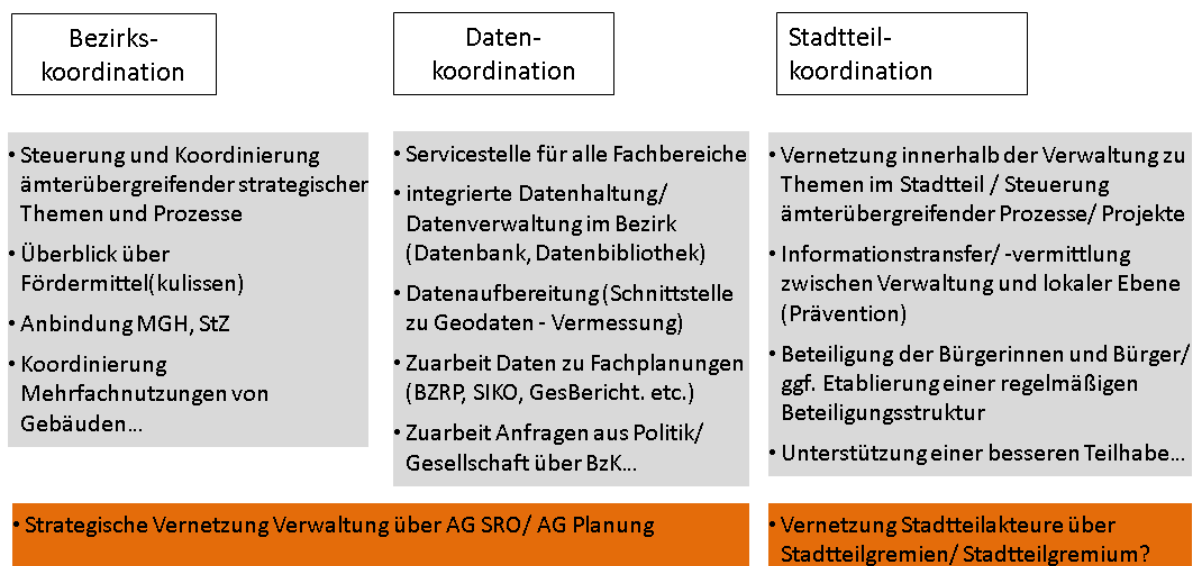 Bezirks-
koordination
Daten-
koordination
Stadtteil-
koordination
• Steuerung und Koordinierung
ämterübergreifender strategischer
Themen und Prozesse
• Überblick über
Fördermittel(kulissen)
• Anbindung MGH, StZ
• Koordinierung
Mehrfachnutzungen von
Gebäuden...
• Servicestelle für alle Fachbereiche
• integrierte Datenhaltung/
Datenverwaltung im Bezirk
(Datenbank, Datenbibliothek)
• Datenaufbereitung (Schnittstelle
zu Geodaten - Vermessung)
• Zuarbeit Daten zu Fachplanungen
(BZRP, SIKO, GesBericht. etc.)
• Zuarbeit Anfragen aus Politik/
Gesellschaft über BzK...
• Vernetzung innerhalb der Verwaltung zu
Themen im Stadtteil / Steuerung
ämterübergreifender Prozesse/ Projekte
• Informationstransfer/ -vermittlung
zwischen Verwaltung und lokaler Ebene
(Prävention)
• Beteiligung der Bürgerinnen und Bürger/
ggf. Etablierung einer regelmäßigen
Beteiligungsstruktur
• Unterstützung einer besseren Teilhabe...
• Strategische Vernetzung Verwaltung über AG SRO/ AG Planung
• Vernetzung Stadtteilakteure über
Stadtteilgremien/ Stadtteilgremium?